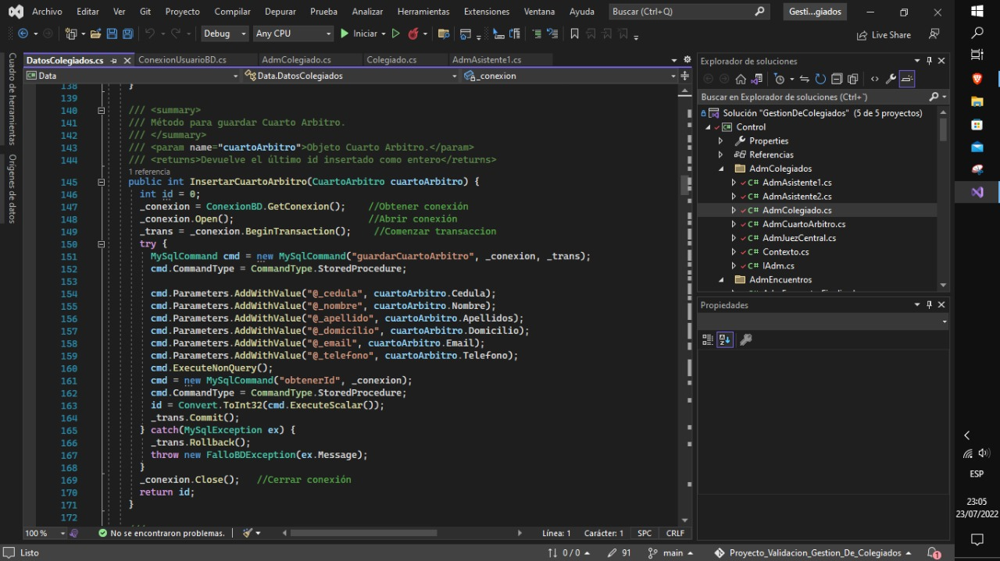 Archivo Editar Ver Git Proyecto Compilar Depurar Prueba Analizar Herramientas Extensiones Ventana Ayuda Buscar (Ctrl+Q) Gesti...giados
Debug Any CPU Iniciar Live Share
Cuadro de herramientas
Orígenes de datos
DatosColegiados.cs ConexionUsuarioBD.cs AdmColegiado.cs Colegiado.cs AdmAsistente1.cs
Data Data.DatosColegiados _conexion
138 }
139
140 /// <summary>
141 /// Método para guardar Cuarto Arbitro.
142 /// </summary>
143 /// <param name="cuartoArbitro">Objeto Cuarto Arbitro.</param>
144 /// <returns>Devuelve el último id insertado como entero</returns>
1 referencia
145 public int InsertarCuartoArbitro(CuartoArbitro cuartoArbitro) {
146 int id = 0;
147 _conexion = ConexionBD.GetConexion(); //Obtener conexión
148 _conexion.Open(); //Abrir conexión
149 _trans = _conexion.BeginTransaction(); //Comenzar transaccion
150 try {
151 MySqlCommand cmd = new MySqlCommand("guardarCuartoArbitro", _conexion, _trans);
152 cmd.CommandType = CommandType.StoredProcedure;
153
154 cmd.Parameters.AddWithValue("@_cedula", cuartoArbitro.Cedula);
155 cmd.Parameters.AddWithValue("@_nombre", cuartoArbitro.Nombre);
156 cmd.Parameters.AddWithValue("@_apellido", cuartoArbitro.Apellidos);
157 cmd.Parameters.AddWithValue("@_domicilio", cuartoArbitro.Domicilio);
158 cmd.Parameters.AddWithValue("@_email", cuartoArbitro.Email);
159 cmd.Parameters.AddWithValue("@_telefono", cuartoArbitro.Telefono);
160 cmd.ExecuteNonQuery();
161 cmd = new MySqlCommand("obtenerId", _conexion);
162 cmd.CommandType = CommandType.StoredProcedure;
163 id = Convert.ToInt32(cmd.ExecuteScalar());
164 _trans.Commit();
165 } catch(MySqlException ex) {
166 _trans.Rollback();
167 throw new FalloBDException(ex.Message);
168 }
169 _conexion.Close(); //Cerrar conexión
170 return id;
171 }
172
100 % No se encontraron problemas. Línea: 1 Carácter: 1 SPC CRLF
Explorador de soluciones
Buscar en Explorador de soluciones (Ctrl+`)
Solución "GestionDeColegiados" (5 de 5 proyectos)
Control
Properties
Referencias
AdmColegiados
C# AdmAsistente1.cs
C# AdmAsistente2.cs
C# AdmColegiado.cs
C# AdmCuartoArbitro.cs
C# AdmJuezCentral.cs
C# Contexto.cs
C# IAdm.cs
AdmEncuentros
Propiedades
ESP
23:05
23/07/2022
Listo 0 / 0 91 main Proyecto_Validacion_Gestion_De_Colegiados 1